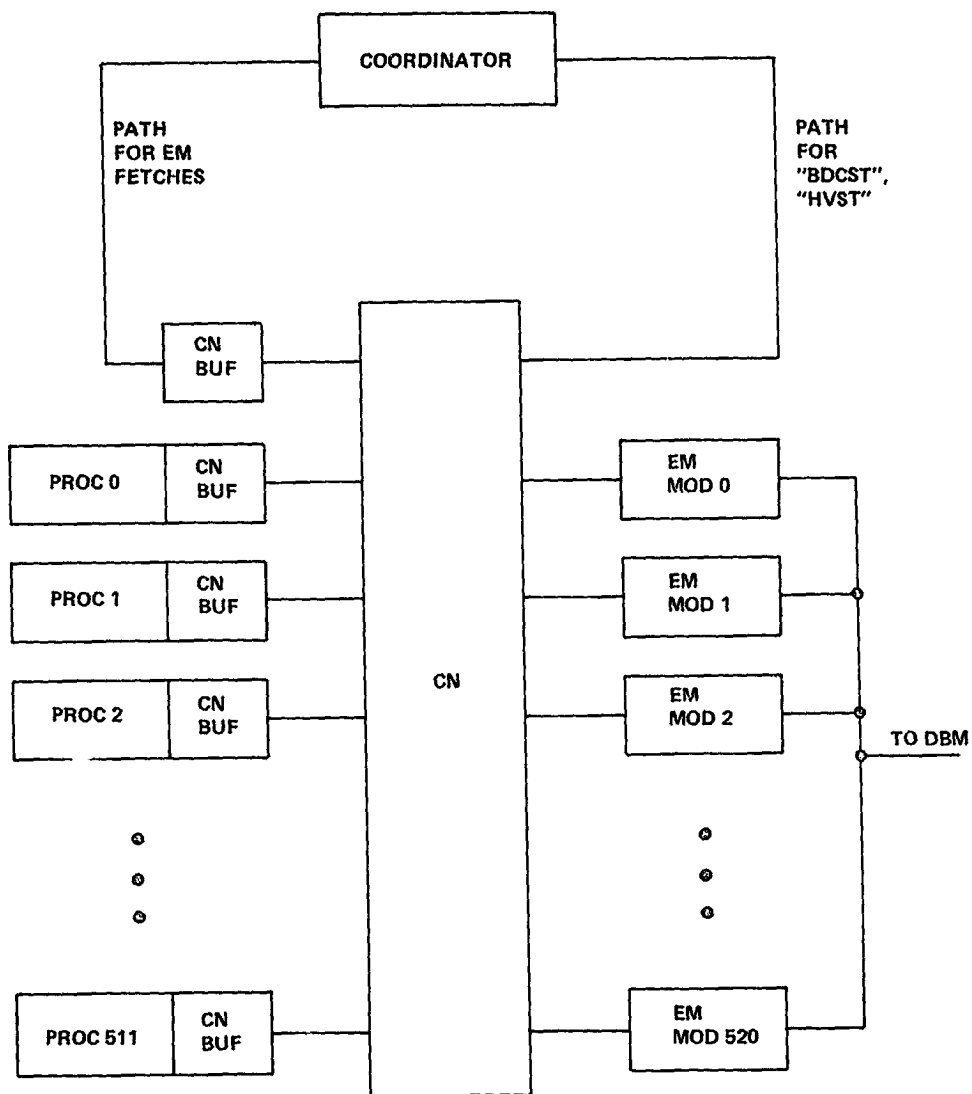 COORDINATOR
PATH
FOR EM
FETCHES
PATH
FOR
"BDCST",
"HVST"
CN
BUF
PROC 0
CN
BUF
EM
MOD 0
PROC 1
CN
BUF
EM
MOD 1
CN
PROC 2
CN
BUF
EM
MOD 2
TO DBM
PROC 511
CN
BUF
EM
MOD 520